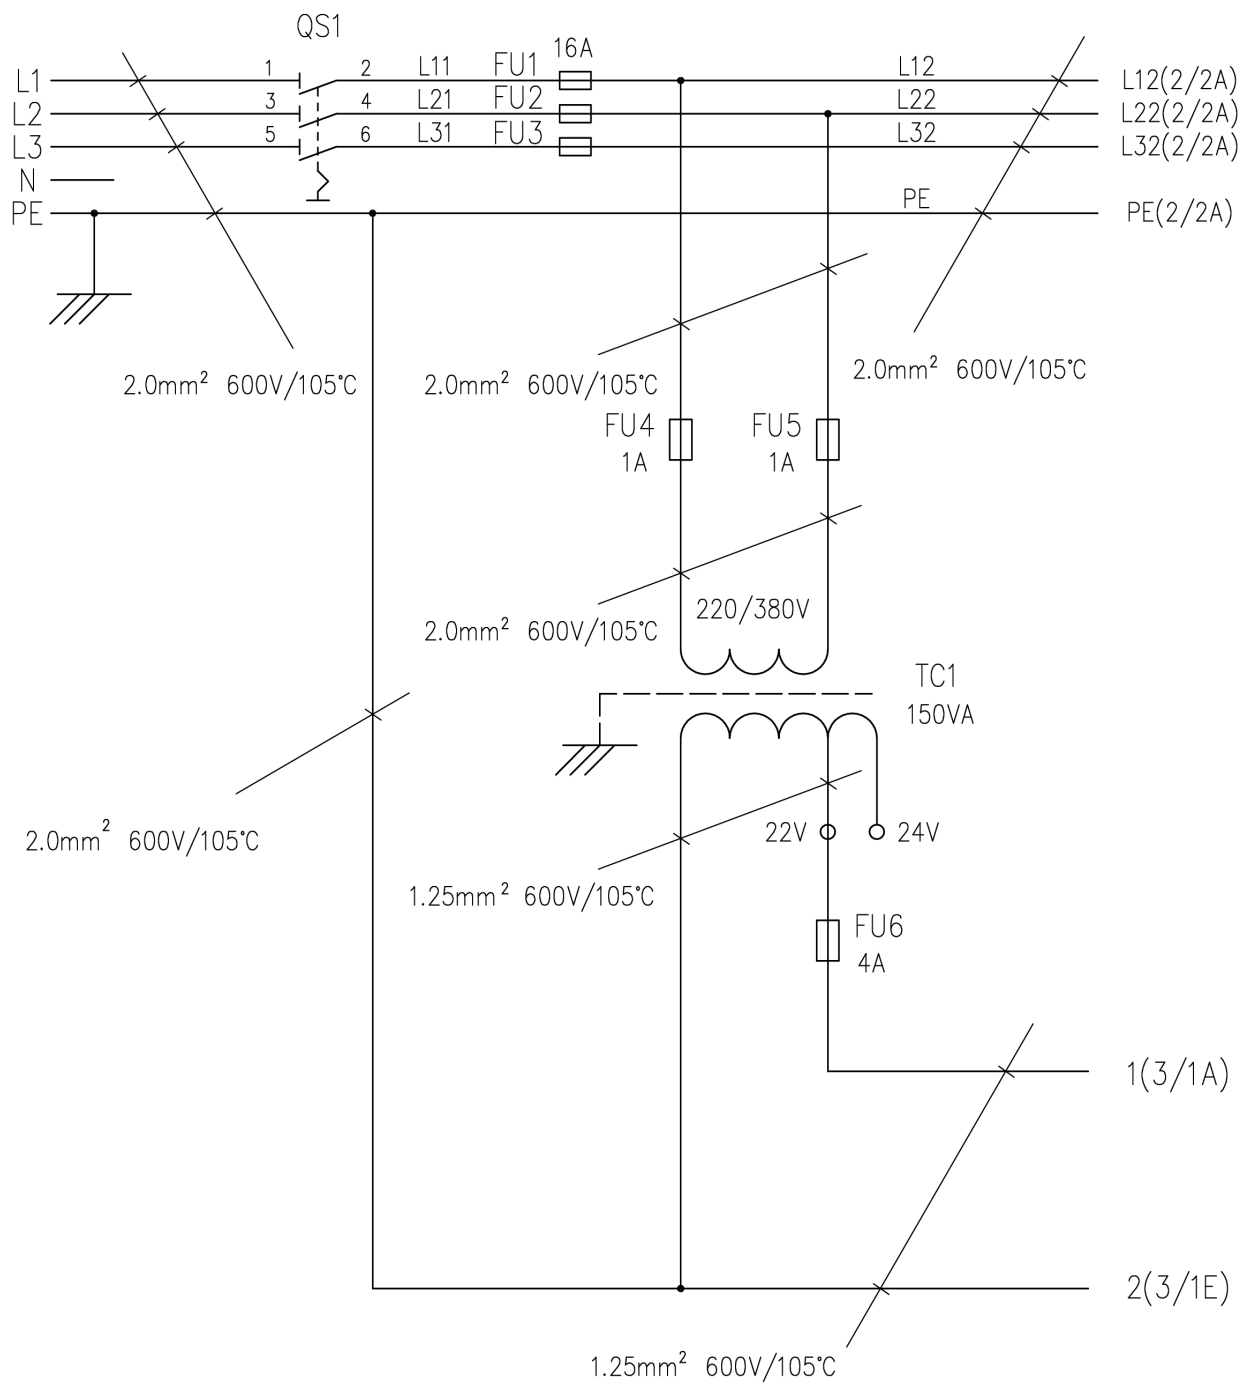 QS1
16A
L1 1 2 L11 FU1 L12 L12(2/2A)
L2 3 4 L21 FU2 L22 L22(2/2A)
L3 5 6 L31 FU3 L32 L32(2/2A)
N
PE PE PE(2/2A)
2.0mm² 600V/105°C
2.0mm² 600V/105°C
2.0mm² 600V/105°C
FU4
1A
FU5
1A
220/380V
2.0mm² 600V/105°C
TC1
150VA
2.0mm² 600V/105°C
22V
24V
1.25mm² 600V/105°C
FU6
4A
1(3/1A)
2(3/1E)
1.25mm² 600V/105°C